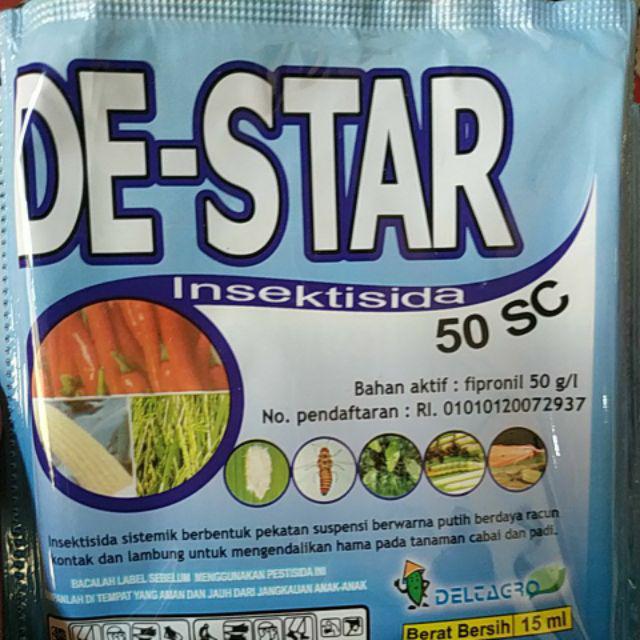 DE-STAR
Insektisida
50 SC
Bahan aktif : fipronil 50 g/l
No. pendaftaran : RI. 01010120072937
Insektisida sistemik berbentuk pekatan suspensi berwarna putih berdaya racun
kontak dan lambung untuk mengendalikan hama pada tanaman cabai dan padi.
BACALAH LABEL SEBELUM MENGGUNAKAN PESTISIDA INI
DI TEMPAT YANG AMAN DAN JAUH DARI JANGKAUAN ANAK-ANAK
DELTAGRO
Berat Bersih 15 ml